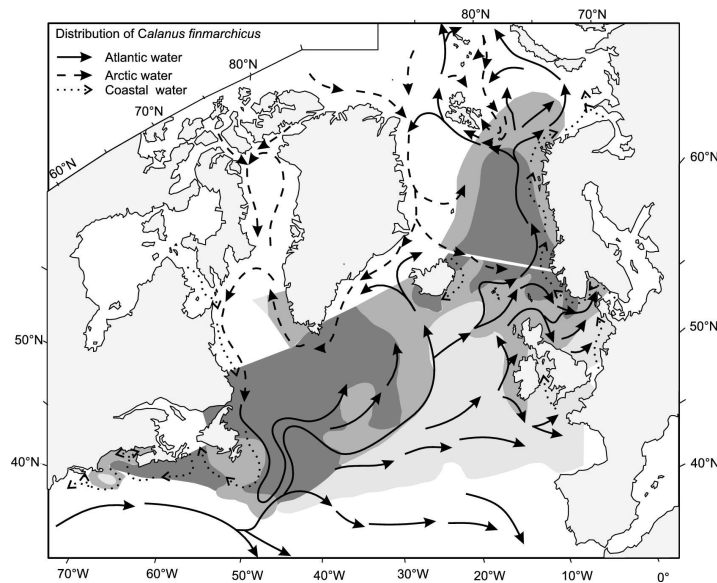 Distribution of Calanus finmarchicus
Atlantic water
Arctic water
Coastal water
80°N
70°N
80°N
70°N
60°N
60°N
50°N
50°N
40°N
40°N
70°W
60°W
50°W
40°W
30°W
20°W
10°W
0°